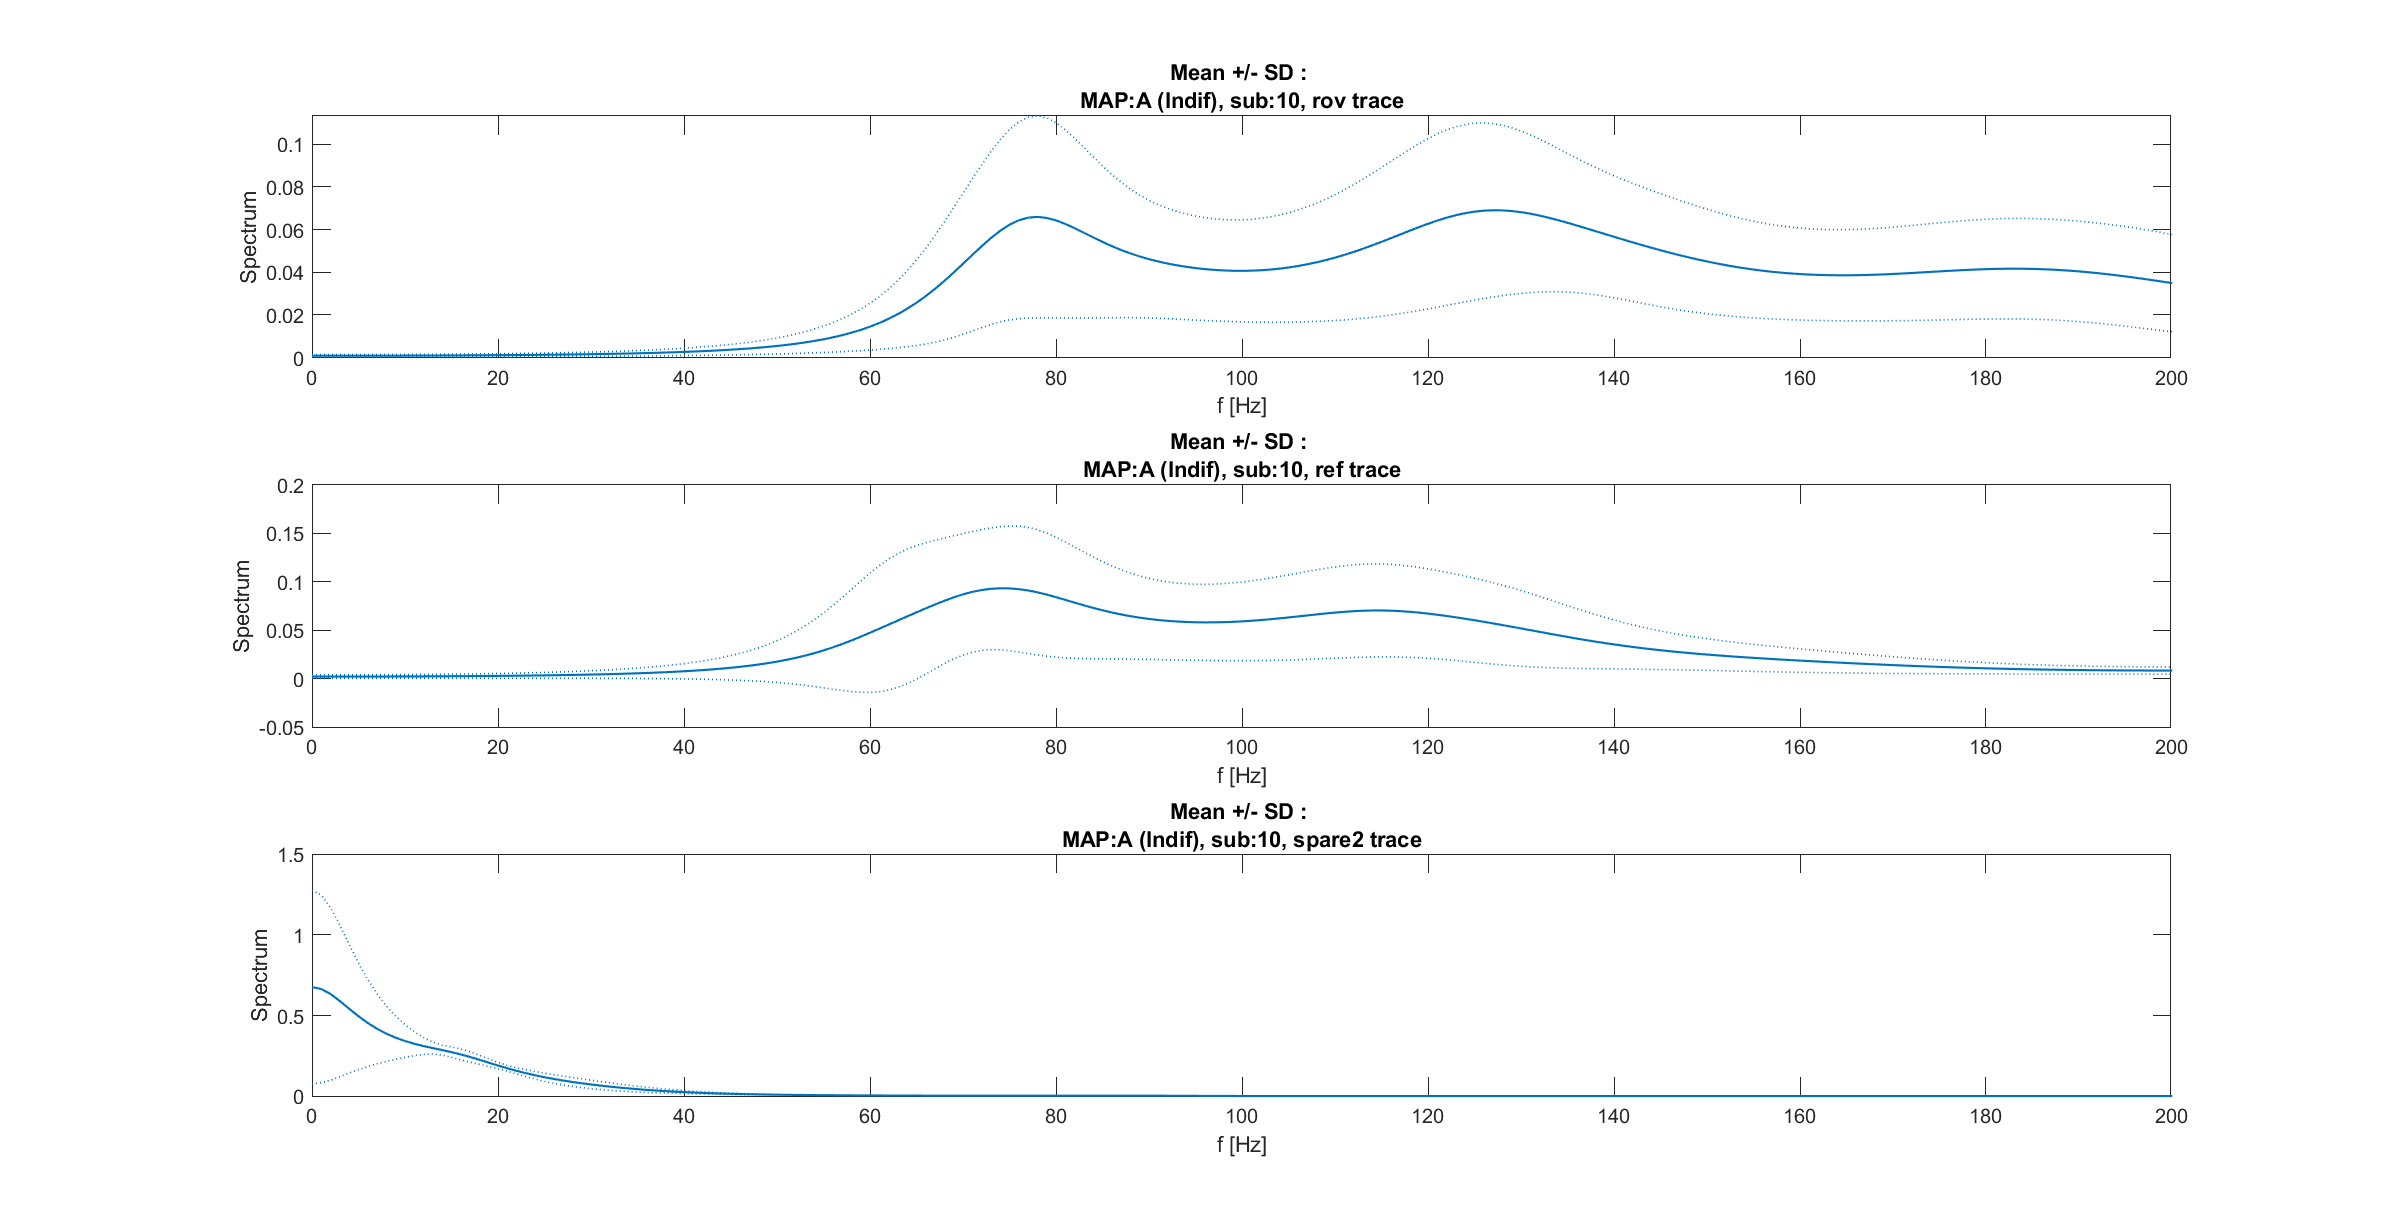 Mean +/- SD :
MAP:A (Indif), sub:10, rov trace
0.1
0.08
0.06
0.04
0.02
0
Spectrum
0 20 40 60 80 100 120 140 160 180 200
f [Hz]
Mean +/- SD :
MAP:A (Indif), sub:10, ref trace
0.2
0.15
0.1
0.05
0
-0.05
Spectrum
0 20 40 60 80 100 120 140 160 180 200
f [Hz]
Mean +/- SD :
MAP:A (Indif), sub:10, spare2 trace
1.5
1
0.5
0
Spectrum
0 20 40 60 80 100 120 140 160 180 200
f [Hz]